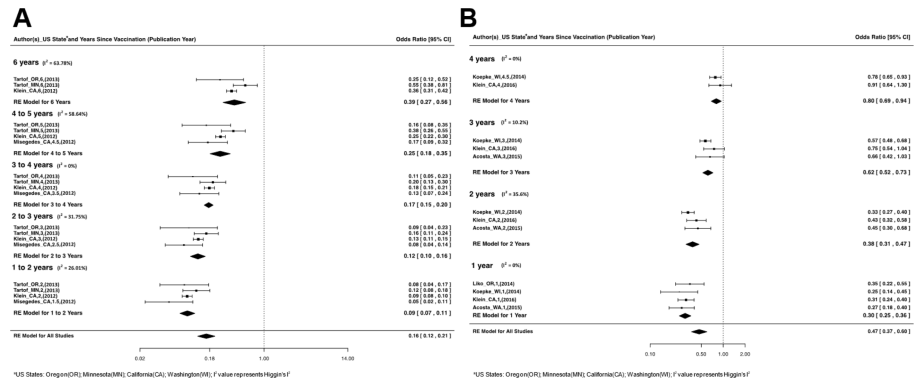 A
Author(s)_US State*and Years Since Vaccination (Publication Year) Odds Ratio [95% CI]
6 years (I² = 63.78%)
Tartof_OR,6,(2013) 0.25 [ 0.12 , 0.52 ]
Tartof_MN,6,(2013) 0.55 [ 0.38 , 0.81 ]
Klein_CA,6,(2012) 0.36 [ 0.31 , 0.42 ]
RE Model for 6 Years 0.39 [ 0.27 , 0.56 ]
4 to 5 years (I² = 58.64%)
Tartof_OR,5,(2013) 0.16 [ 0.08 , 0.35 ]
Tartof_MN,5,(2013) 0.38 [ 0.26 , 0.55 ]
Klein_CA,5,(2012) 0.25 [ 0.22 , 0.30 ]
Misegedes_CA,4.5,(2012) 0.17 [ 0.09 , 0.32 ]
RE Model for 4 to 5 Years 0.25 [ 0.18 , 0.35 ]
3 to 4 years (I² = 0%)
Tartof_OR,4,(2013) 0.11 [ 0.05 , 0.23 ]
Tartof_MN,4,(2013) 0.20 [ 0.13 , 0.30 ]
Klein_CA,4,(2012) 0.18 [ 0.15 , 0.21 ]
Misegedes_CA,3.5,(2012) 0.13 [ 0.07 , 0.24 ]
RE Model for 3 to 4 Years 0.17 [ 0.15 , 0.20 ]
2 to 3 years (I² = 31.75%)
Tartof_OR,3,(2013) 0.09 [ 0.04 , 0.23 ]
Tartof_MN,3,(2013) 0.16 [ 0.11 , 0.24 ]
Klein_CA,3,(2012) 0.13 [ 0.11 , 0.15 ]
Misegedes_CA,2.5,(2012) 0.08 [ 0.04 , 0.14 ]
RE Model for 2 to 3 Years 0.12 [ 0.10 , 0.16 ]
1 to 2 years (I² = 26.01%)
Tartof_OR,2,(2013) 0.08 [ 0.04 , 0.17 ]
Tartof_MN,2,(2013) 0.12 [ 0.08 , 0.18 ]
Klein_CA,2,(2012) 0.09 [ 0.08 , 0.10 ]
Misegedes_CA,1.5,(2012) 0.05 [ 0.02 , 0.11 ]
RE Model for 1 to 2 Years 0.09 [ 0.07 , 0.11 ]
RE Model for All Studies 0.16 [ 0.12 , 0.21 ]
0.02 0.18 1.00 14.00
*US States: Oregon(OR); Minnesota(MN); California(CA); Washington(WI); I² value represents Higgin's I²
B
Author(s)_US State*and Years Since Vaccination (Publication Year) Odds Ratio [95% CI]
4 years (I² = 0%)
Koepke_WI,4.5,(2014) 0.78 [ 0.65 , 0.93 ]
Klein_CA,4,(2016) 0.91 [ 0.64 , 1.30 ]
RE Model for 4 Years 0.80 [ 0.69 , 0.94 ]
3 years (I² = 10.2%)
Koepke_WI,3,(2014) 0.57 [ 0.48 , 0.68 ]
Klein_CA,3,(2016) 0.75 [ 0.54 , 1.04 ]
Acosta_WA,3,(2015) 0.66 [ 0.42 , 1.03 ]
RE Model for 3 Years 0.62 [ 0.52 , 0.73 ]
2 years (I² = 35.6%)
Koepke_WI,2,(2014) 0.33 [ 0.27 , 0.40 ]
Klein_CA,2,(2016) 0.43 [ 0.32 , 0.58 ]
Acosta_WA,2,(2015) 0.45 [ 0.30 , 0.68 ]
RE Model for 2 Years 0.38 [ 0.31 , 0.47 ]
1 year (I² = 8%)
Liko_OR,1,(2014) 0.35 [ 0.22 , 0.55 ]
Koepke_WI,1,(2014) 0.25 [ 0.14 , 0.45 ]
Klein_CA,1,(2016) 0.31 [ 0.24 , 0.40 ]
Acosta_WA,1,(2015) 0.27 [ 0.18 , 0.40 ]
RE Model for 1 Year 0.30 [ 0.25 , 0.36 ]
RE Model for All Studies 0.47 [ 0.37 , 0.60 ]
0.10 0.50 1.00 2.00
*US States: Oregon(OR); Minnesota(MN); California(CA); Washington(WI); I² value represents Higgin's I²